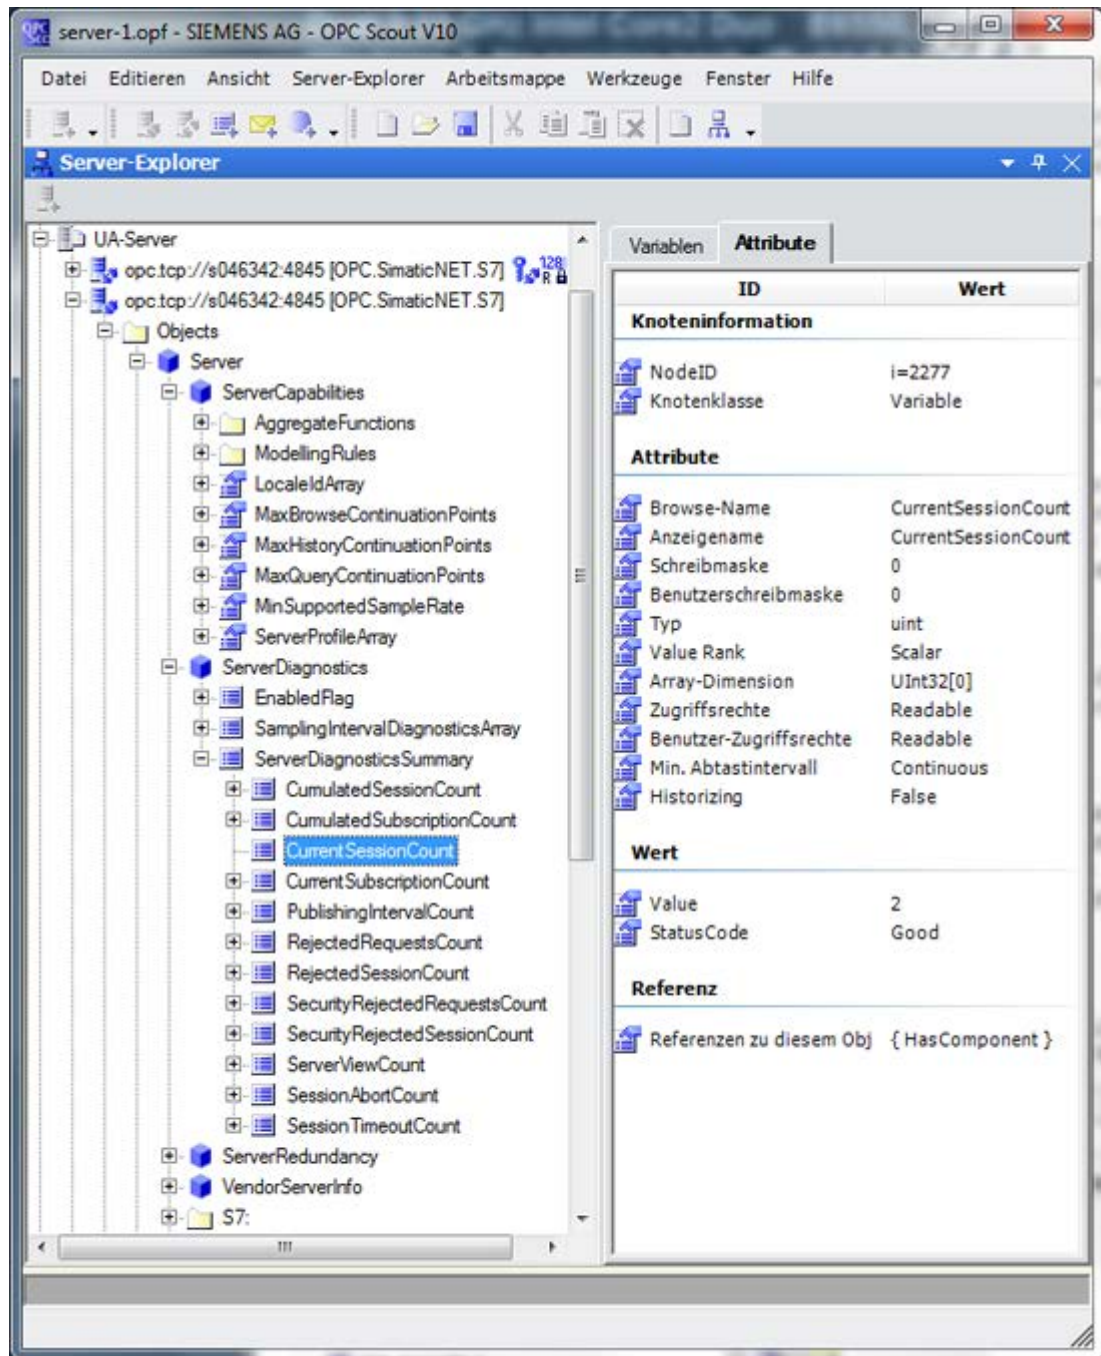 server-1.opf - SIEMENS AG - OPC Scout V10
Datei Editieren Ansicht Server-Explorer Arbeitsmappe Werkzeuge Fenster Hilfe
Server-Explorer
UA-Server
opc.tcp://s046342:4845 [OPC.SimaticNET.S7] 128 R
opc.tcp://s046342:4845 [OPC.SimaticNET.S7]
Objects
Server
ServerCapabilities
AggregateFunctions
ModellingRules
LocaleIdArray
MaxBrowseContinuationPoints
MaxHistoryContinuationPoints
MaxQueryContinuationPoints
MinSupportedSampleRate
ServerProfileArray
ServerDiagnostics
EnabledFlag
SamplingIntervalDiagnosticsArray
ServerDiagnosticsSummary
CumulatedSessionCount
CumulatedSubscriptionCount
CurrentSessionCount
CurrentSubscriptionCount
PublishingIntervalCount
RejectedRequestsCount
RejectedSessionCount
SecurityRejectedRequestsCount
SecurityRejectedSessionCount
ServerViewCount
SessionAbortCount
SessionTimeoutCount
ServerRedundancy
VendorServerInfo
S7:
Variablen Attribute
ID Wert
Knoteninformation
NodeID i=2277
Knotenklasse Variable
Attribute
Browse-Name CurrentSessionCount
Anzeigename CurrentSessionCount
Schreibmaske 0
Benutzerschreibmaske 0
Typ uint
Value Rank Scalar
Array-Dimension UInt32[0]
Zugriffsrechte Readable
Benutzer-Zugriffsrechte Readable
Min. Abtastintervall Continuous
Historizing False
Wert
Value 2
StatusCode Good
Referenz
Referenzen zu diesem Obj { HasComponent }